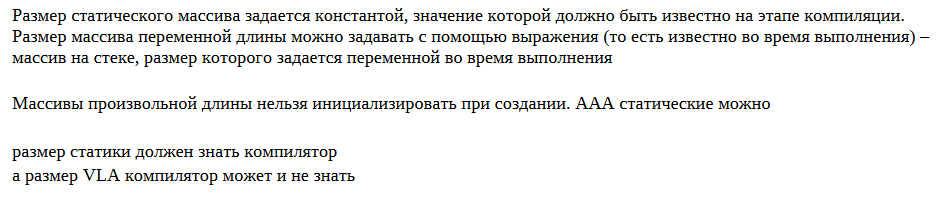 Размер статического массива задается константой, значение которой должно быть известно на этапе компиляции.
Размер массива переменной длины можно задавать с помощью выражения (то есть известно во время выполнения) –
массив на стеке, размер которого задается переменной во время выполнения
Массивы произвольной длины нельзя инициализировать при создании. ААА статические можно
размер статики должен знать компилятор
а размер VLA компилятор может и не знать